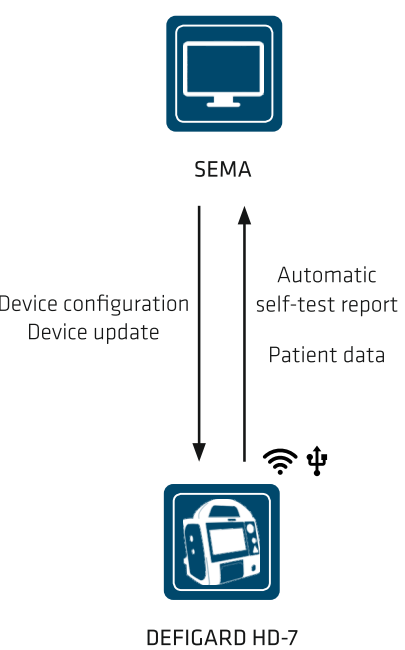 SEMA
Device configuration
Device update
Automatic
self-test report
Patient data
DEFIGARD HD-7